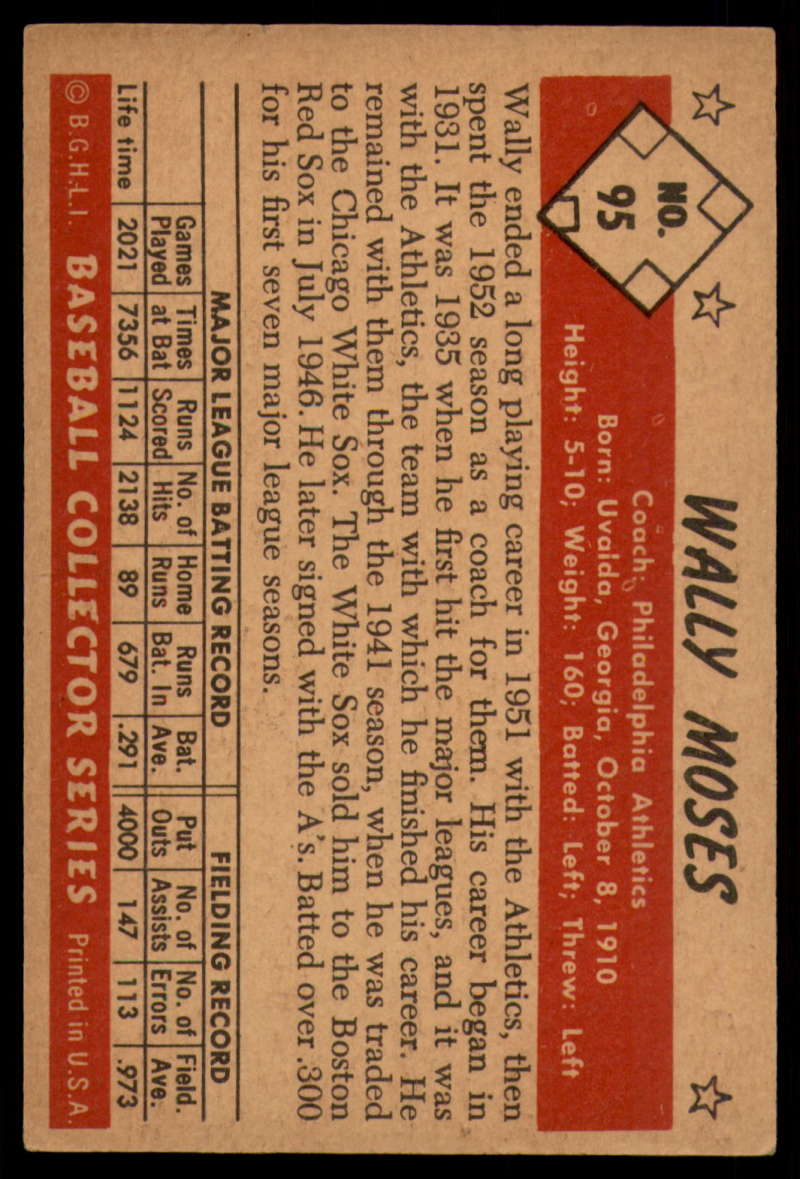 WALLY MOSES
NO.
95
Coach: Philadelphia Athletics
Born: Uvalda, Georgia, October 8, 1910
Height: 5-10; Weight: 160; Batted: Left; Threw: Left
Wally ended a long playing career in 1951 with the Athletics, then
spent the 1952 season as a coach for them. His career began in
1931. It was 1935 when he first hit the major leagues, and it was
with the Athletics, the team with which he finished his career. He
remained with them through the 1941 season, when he was traded
to the Chicago White Sox. The White Sox sold him to the Boston
Red Sox in July 1946. He later signed with the A's. Batted over .300
for his first seven major league seasons.
MAJOR LEAGUE BATTING RECORD FIELDING RECORD
Games Times Runs No. of Home Runs Bat. Put No. of No. of Field.
Played at Bat Scored Hits Runs Bat. In Ave. Outs Assists Errors Ave.
Life time 2021 7356 1124 2138 89 679 .291 4000 147 113 .973
© B.G.H.L.I. BASEBALL COLLECTOR SERIES Printed in U.S.A.